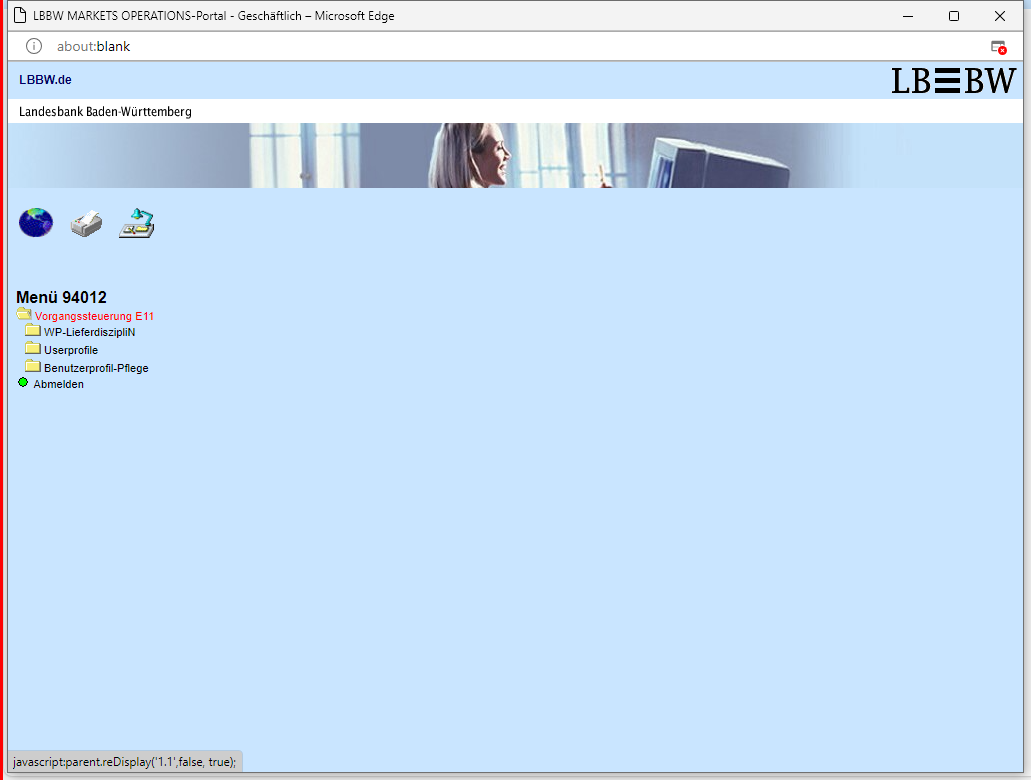 LBBW MARKETS OPERATIONS-Portal - Geschäftlich – Microsoft Edge
about:blank
LBBW.de
LBBW
Landesbank Baden-Württemberg
Menü 94012
Vorgangssteuerung E11
WP-LieferdiszipliN
Userprofile
Benutzerprofil-Pflege
Abmelden
javascript:parent.reDisplay('1.1',false, true);